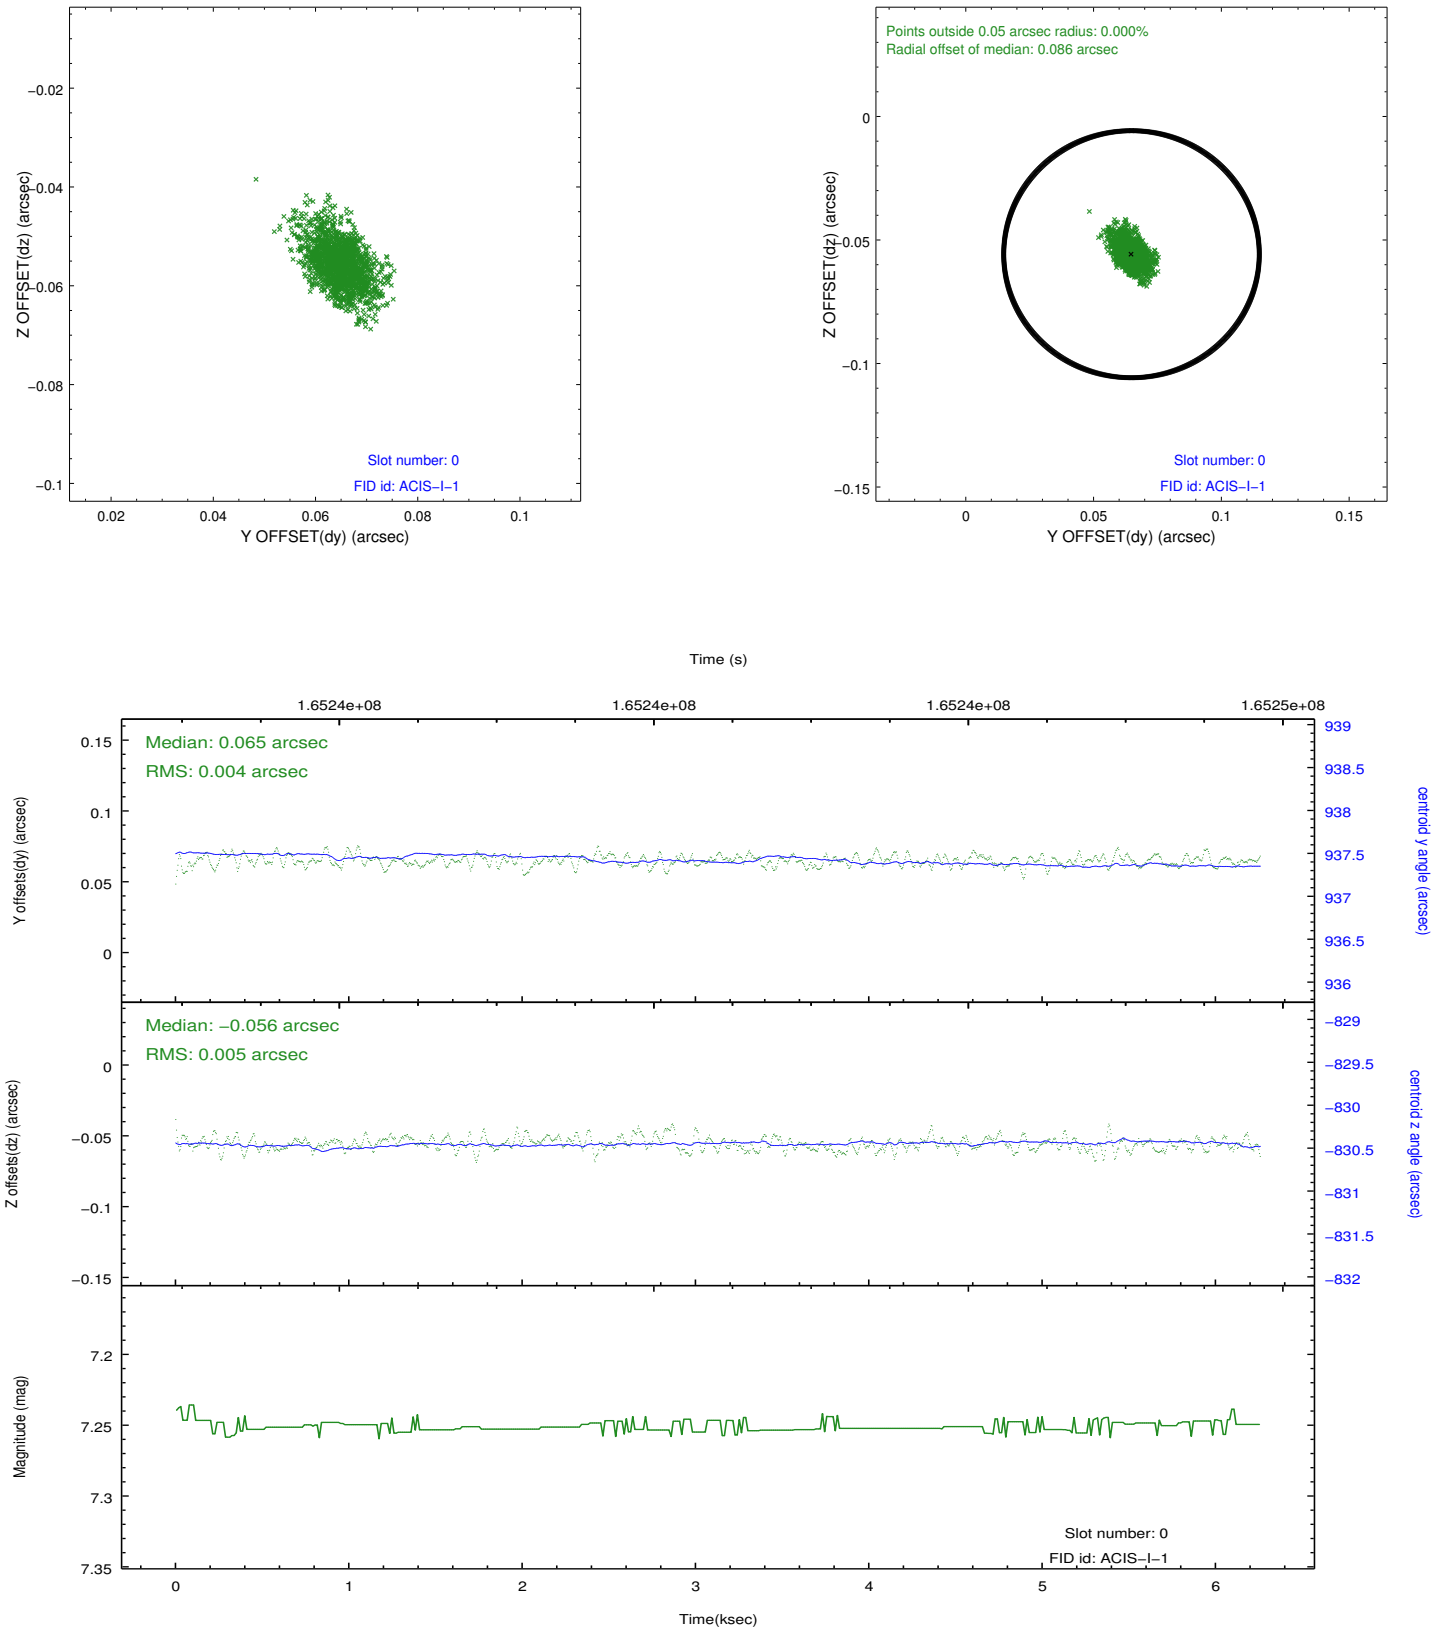 −0.02
−0.04
−0.06
−0.08
−0.1
Z OFFSET(dz) (arcsec)
Slot number: 0
FID id: ACIS−I−1
0.02 0.04 0.06 0.08 0.1
Y OFFSET(dy) (arcsec)
Points outside 0.05 arcsec radius: 0.000%
Radial offset of median: 0.086 arcsec
0
−0.05
−0.1
−0.15
Z OFFSET(dz) (arcsec)
Slot number: 0
FID id: ACIS−I−1
0 0.05 0.1 0.15
Y OFFSET(dy) (arcsec)
Time (s)
1.6524e+08 1.6524e+08 1.6524e+08 1.6525e+08
Median: 0.065 arcsec
RMS: 0.004 arcsec
0.15
0.1
0.05
0
Y offsets(dy) (arcsec)
939
938.5
938
937.5
937
936.5
936
centroid y angle (arcsec)
Median: −0.056 arcsec
RMS: 0.005 arcsec
0
−0.05
−0.1
−0.15
Z offsets(dz) (arcsec)
−829
−829.5
−830
−830.5
−831
−831.5
−832
centroid z angle (arcsec)
7.2
7.25
7.3
7.35
Magnitude (mag)
Slot number: 0
FID id: ACIS−I−1
0 1 2 3 4 5 6
Time(ksec)